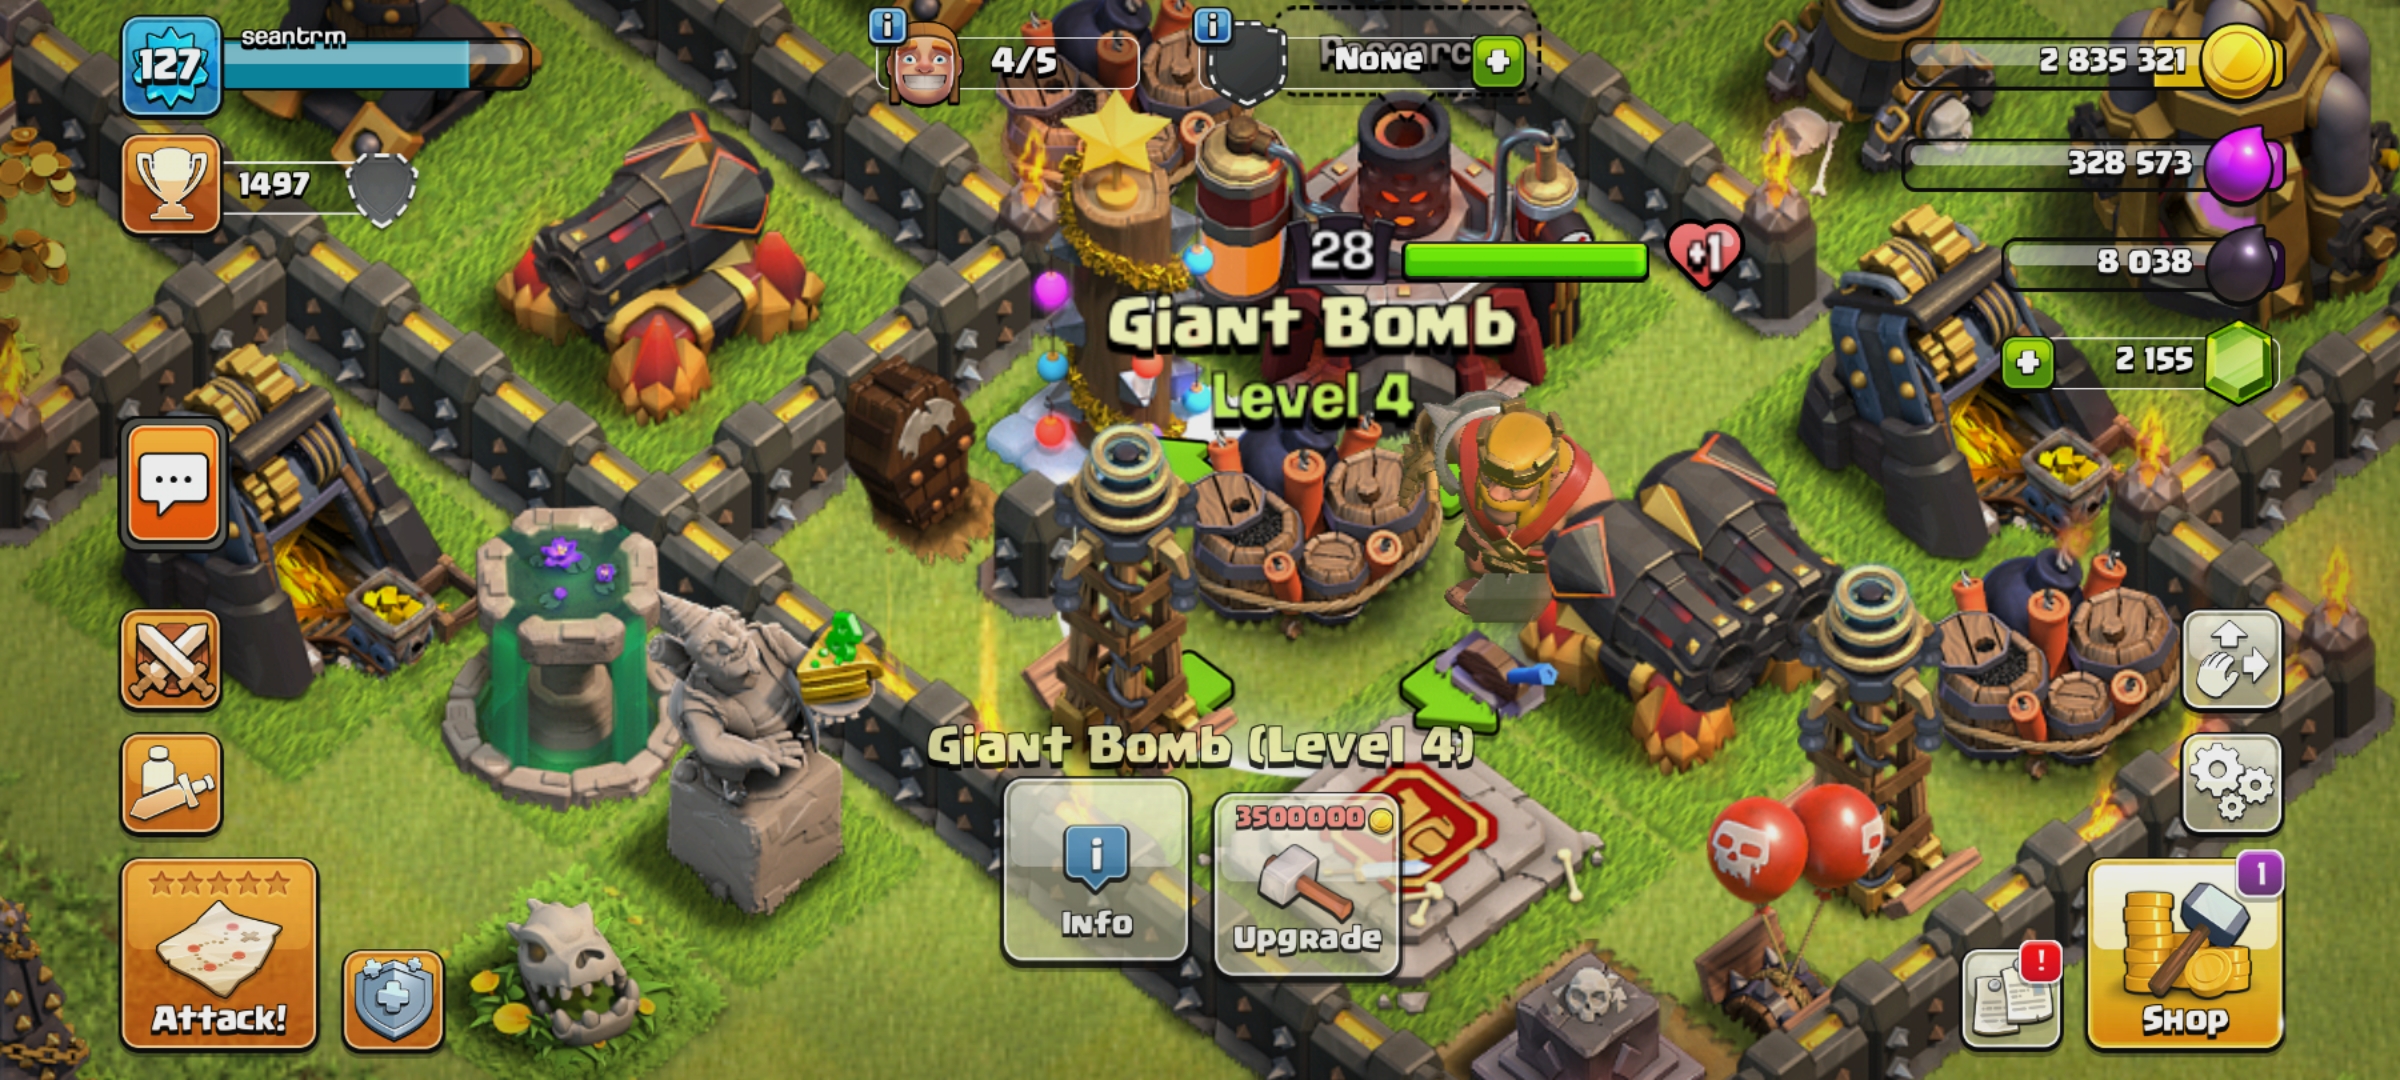 127
seantrm
4/5
None
2 835 321
1497
328 573
28
+1
8 038
Giant Bomb
Level 4
2 155
Giant Bomb (Level 4)
3500000
Info
Upgrade
1
Attack!
!
Shop